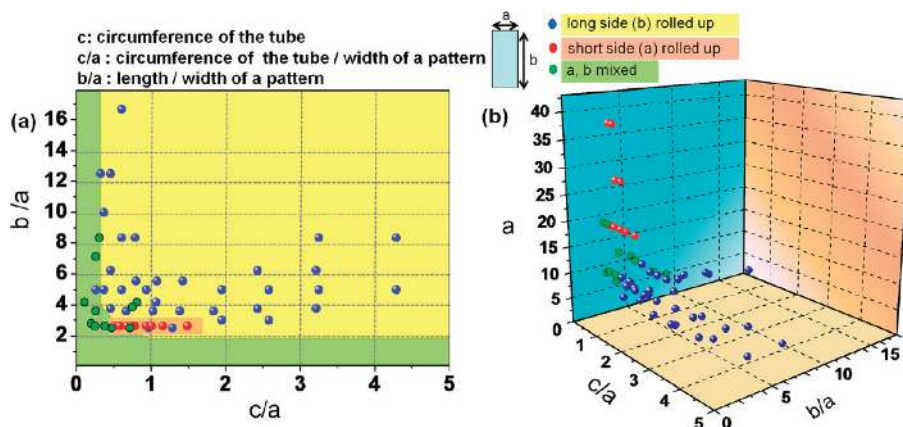 c: circumference of the tube
c/a : circumference of the tube / width of a pattern
b/a : length / width of a pattern
a
b
long side (b) rolled up
short side (a) rolled up
a, b mixed
(a)
b/a
16
14
12
10
8
6
4
2
0 1 2 3 4 5
c/a
(b)
a
40
35
30
25
20
15
10
5
0
0 1 2 3 4 5
c/a
0 5 10 15
b/a